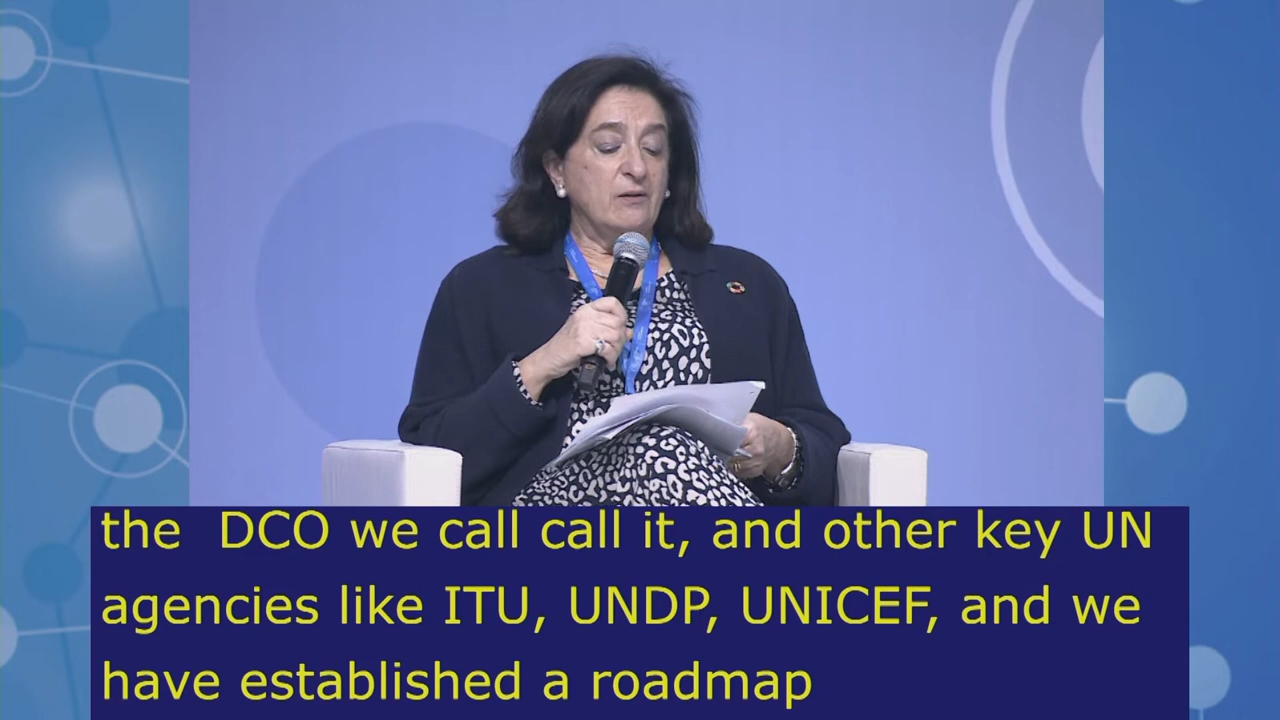 the  DCO we call call it, and other key UN
agencies like ITU, UNDP, UNICEF, and we
have established a roadmap